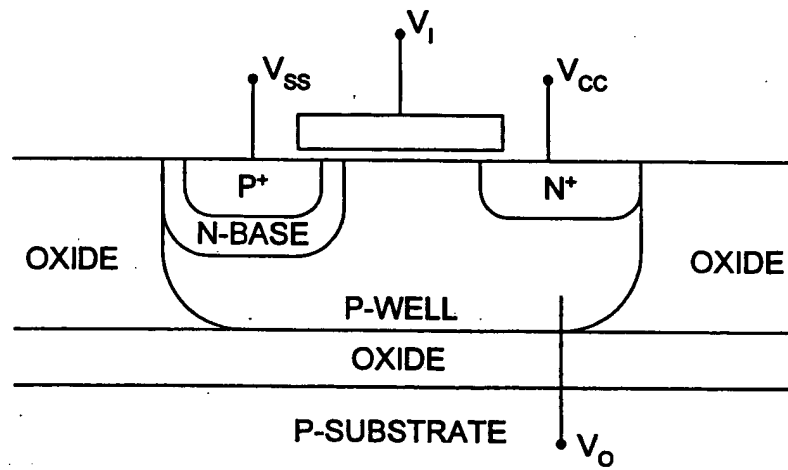 V_I
V_SS
V_CC
P+
N+
N-BASE
OXIDE
OXIDE
P-WELL
OXIDE
P-SUBSTRATE
V_O